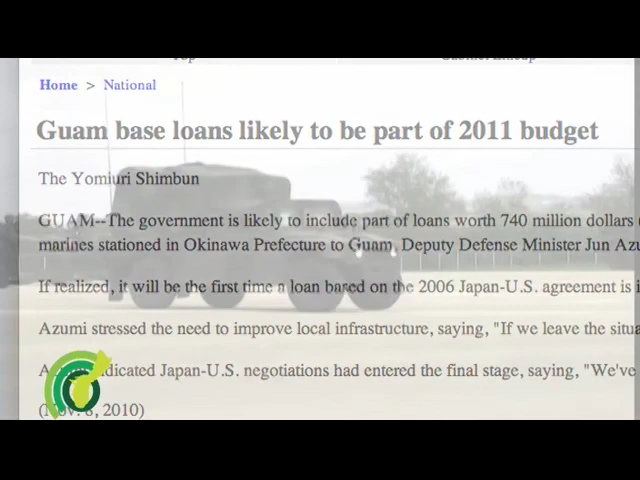 Home > National
Guam base loans likely to be part of 2011 budget
The Yomiuri Shimbun
GUAM--The government is likely to include part of loans worth 740 million dollars
marines stationed in Okinawa Prefecture to Guam, Deputy Defense Minister Jun
If realized, it will be the first time a loan based on the 2006 Japan-U.S. agreement is
Azumi stressed the need to improve local infrastructure, saying, "If we leave the
indicated Japan-U.S. negotiations had entered the final stage, saying, "We've
8, 2010)